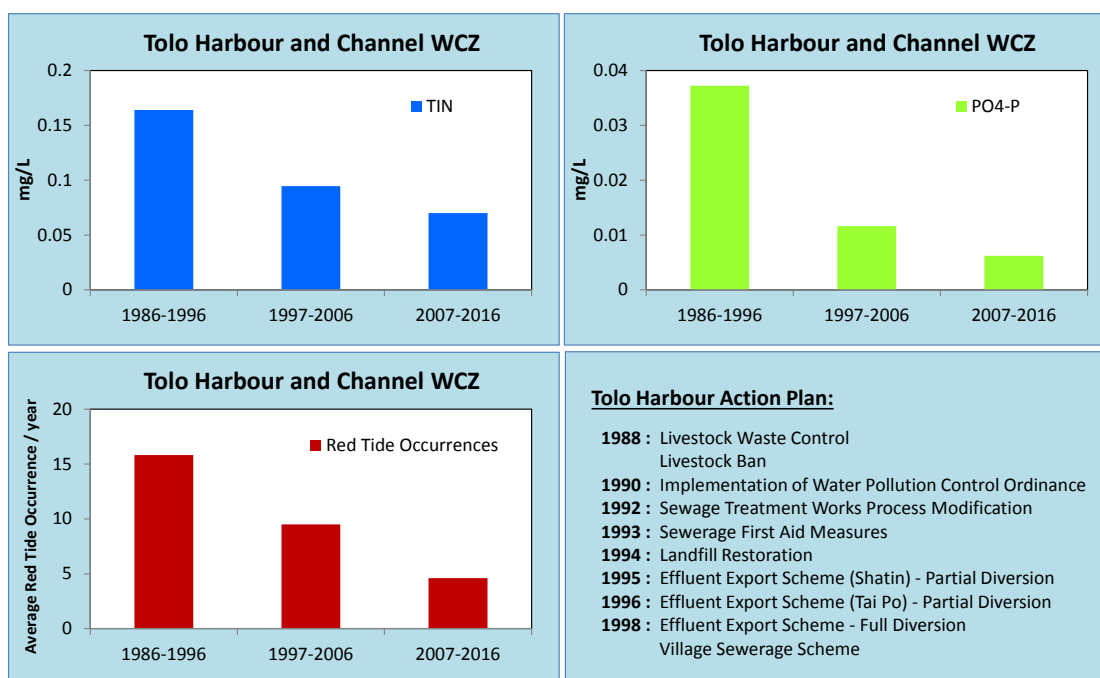 Tolo Harbour and Channel WCZ
mg/L
0.2
0.15
0.1
0.05
0
TIN
1986-1996 1997-2006 2007-2016
Tolo Harbour and Channel WCZ
mg/L
0.04
0.03
0.02
0.01
0
PO4-P
1986-1996 1997-2006 2007-2016
Tolo Harbour and Channel WCZ
Average Red Tide Occurrence / year
20
15
10
5
0
Red Tide Occurrences
1986-1996 1997-2006 2007-2016
Tolo Harbour Action Plan:
1988 : Livestock Waste Control
Livestock Ban
1990 : Implementation of Water Pollution Control Ordinance
1992 : Sewage Treatment Works Process Modification
1993 : Sewerage First Aid Measures
1994 : Landfill Restoration
1995 : Effluent Export Scheme (Shatin) - Partial Diversion
1996 : Effluent Export Scheme (Tai Po) - Partial Diversion
1998 : Effluent Export Scheme - Full Diversion
Village Sewerage Scheme